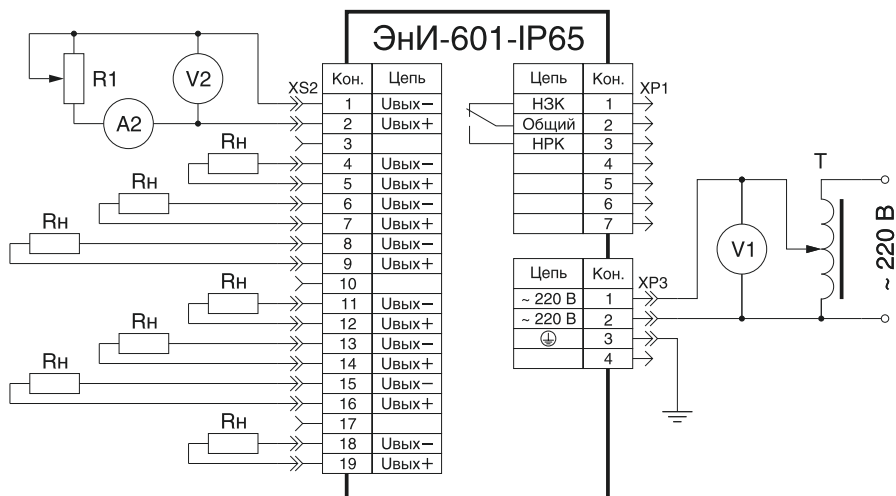 ЭнИ-601-IP65
R1
V2
A2
XS2
Кон. Цепь
1 Uвых−
2 Uвых+
3
4 Uвых−
5 Uвых+
6 Uвых−
7 Uвых+
8 Uвых−
9 Uвых+
10
11 Uвых−
12 Uвых+
13 Uвых−
14 Uвых+
15 Uвых−
16 Uвых+
17
18 Uвых−
19 Uвых+
Rн
Rн
Rн
Rн
Rн
Rн
Rн
Цепь Кон. XP1
НЗК 1
Общий 2
НРК 3
4
5
6
7
Цепь Кон. XP3
~ 220 В 1
~ 220 В 2
3
4
V1
T
~ 220 В